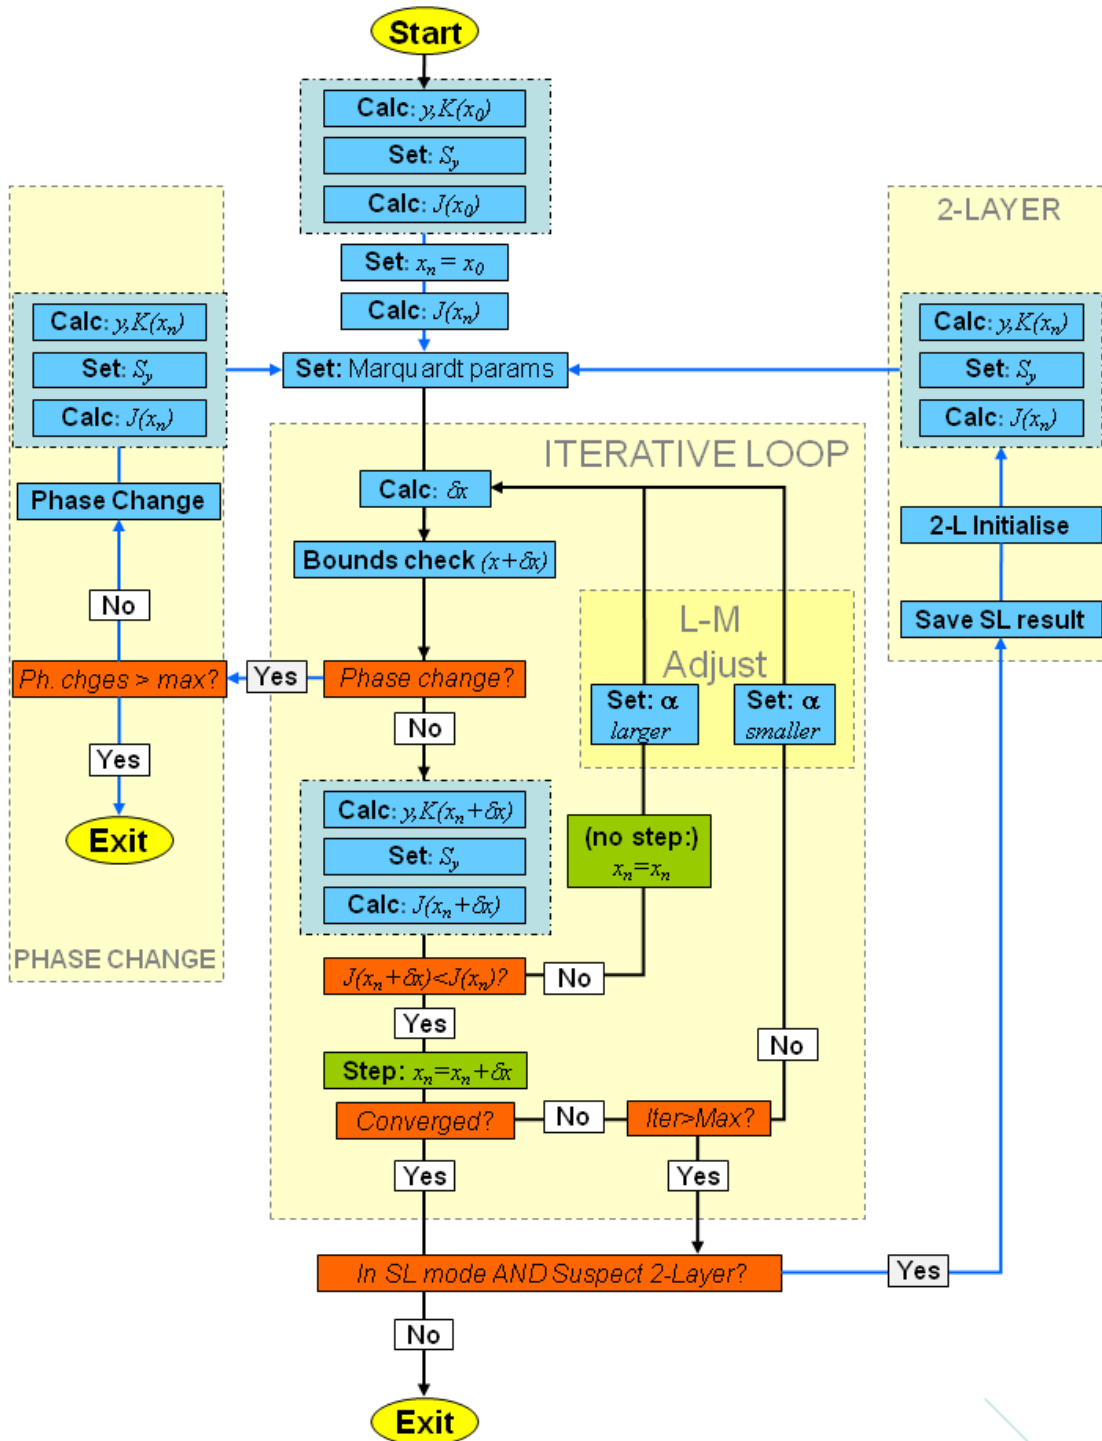 Start
Calc: y,K(x₀)
Set: Sᵧ
Calc: J(x₀)
Set: xₙ = x₀
Calc: J(xₙ)
Set: Marquardt params
Calc: y,K(xₙ)
Set: Sᵧ
Calc: J(xₙ)
Phase Change
No
Ph. chges > max?
Yes
Exit
PHASE CHANGE
2-LAYER
Calc: y,K(xₙ)
Set: Sᵧ
Calc: J(xₙ)
2-L Initialise
Save SL result
ITERATIVE LOOP
Calc: δx
Bounds check (x+δx)
Yes
Phase change?
No
L-M
Adjust
Set: α
larger
Set: α
smaller
Calc: y,K(xₙ+δx)
Set: Sᵧ
Calc: J(xₙ+δx)
(no step:)
xₙ=xₙ
J(xₙ+δx)<J(xₙ)?
No
Yes
Step: xₙ=xₙ+δx
No
Converged?
No
Iter>Max?
Yes
Yes
In SL mode AND Suspect 2-Layer?
Yes
No
Exit